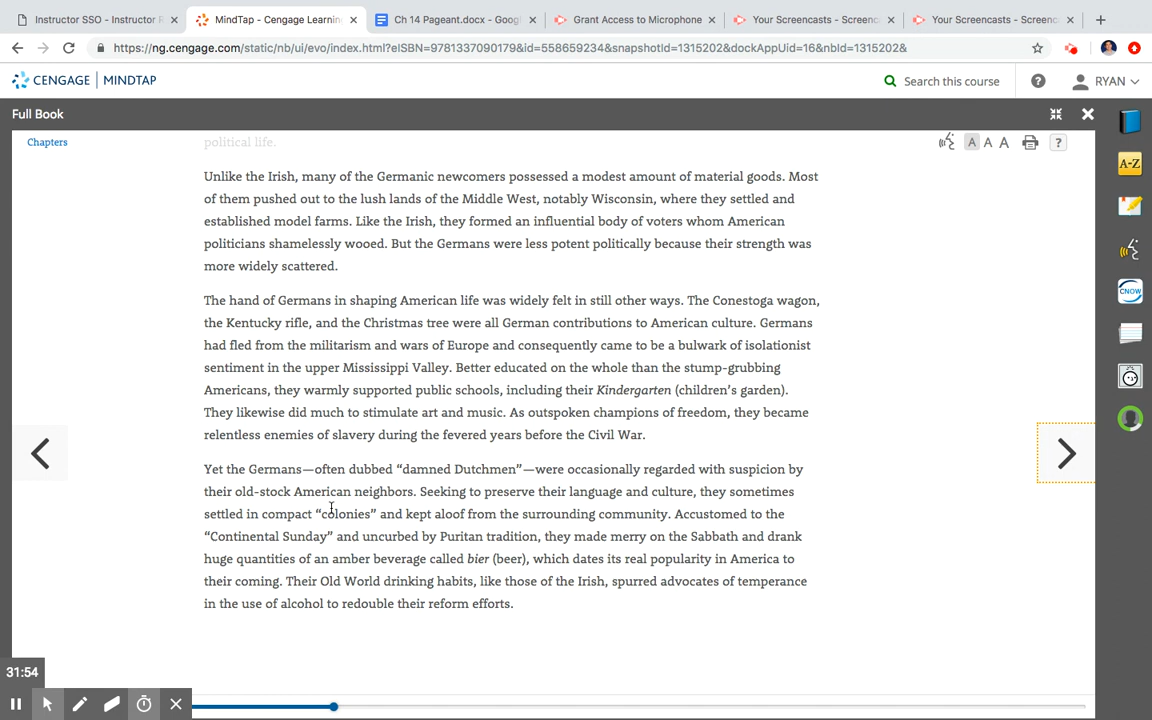 Instructor SSO - Instructor R
MindTap - Cengage Learnin
Ch 14 Pageant.docx - Goog
Grant Access to Microphone
Your Screencasts - Screenc
Your Screencasts - Screenc
https://ng.cengage.com/static/nb/ui/evo/index.html?eISBN=9781337090179&id=558659234&snapshotId=1315202&dockAppUid=16&nbId=1315202&
CENGAGE | MINDTAP
Search this course
?
RYAN
Full Book
Chapters
political life.
A A A
?
Unlike the Irish, many of the Germanic newcomers possessed a modest amount of material goods. Most
of them pushed out to the lush lands of the Middle West, notably Wisconsin, where they settled and
established model farms. Like the Irish, they formed an influential body of voters whom American
politicians shamelessly wooed. But the Germans were less potent politically because their strength was
more widely scattered.
The hand of Germans in shaping American life was widely felt in still other ways. The Conestoga wagon,
the Kentucky rifle, and the Christmas tree were all German contributions to American culture. Germans
had fled from the militarism and wars of Europe and consequently came to be a bulwark of isolationist
sentiment in the upper Mississippi Valley. Better educated on the whole than the stump-grubbing
Americans, they warmly supported public schools, including their Kindergarten (children's garden).
They likewise did much to stimulate art and music. As outspoken champions of freedom, they became
relentless enemies of slavery during the fevered years before the Civil War.
Yet the Germans—often dubbed “damned Dutchmen”—were occasionally regarded with suspicion by
their old-stock American neighbors. Seeking to preserve their language and culture, they sometimes
settled in compact “colonies” and kept aloof from the surrounding community. Accustomed to the
“Continental Sunday” and uncurbed by Puritan tradition, they made merry on the Sabbath and drank
huge quantities of an amber beverage called bier (beer), which dates its real popularity in America to
their coming. Their Old World drinking habits, like those of the Irish, spurred advocates of temperance
in the use of alcohol to redouble their reform efforts.
A-Z
CNOW
31:54